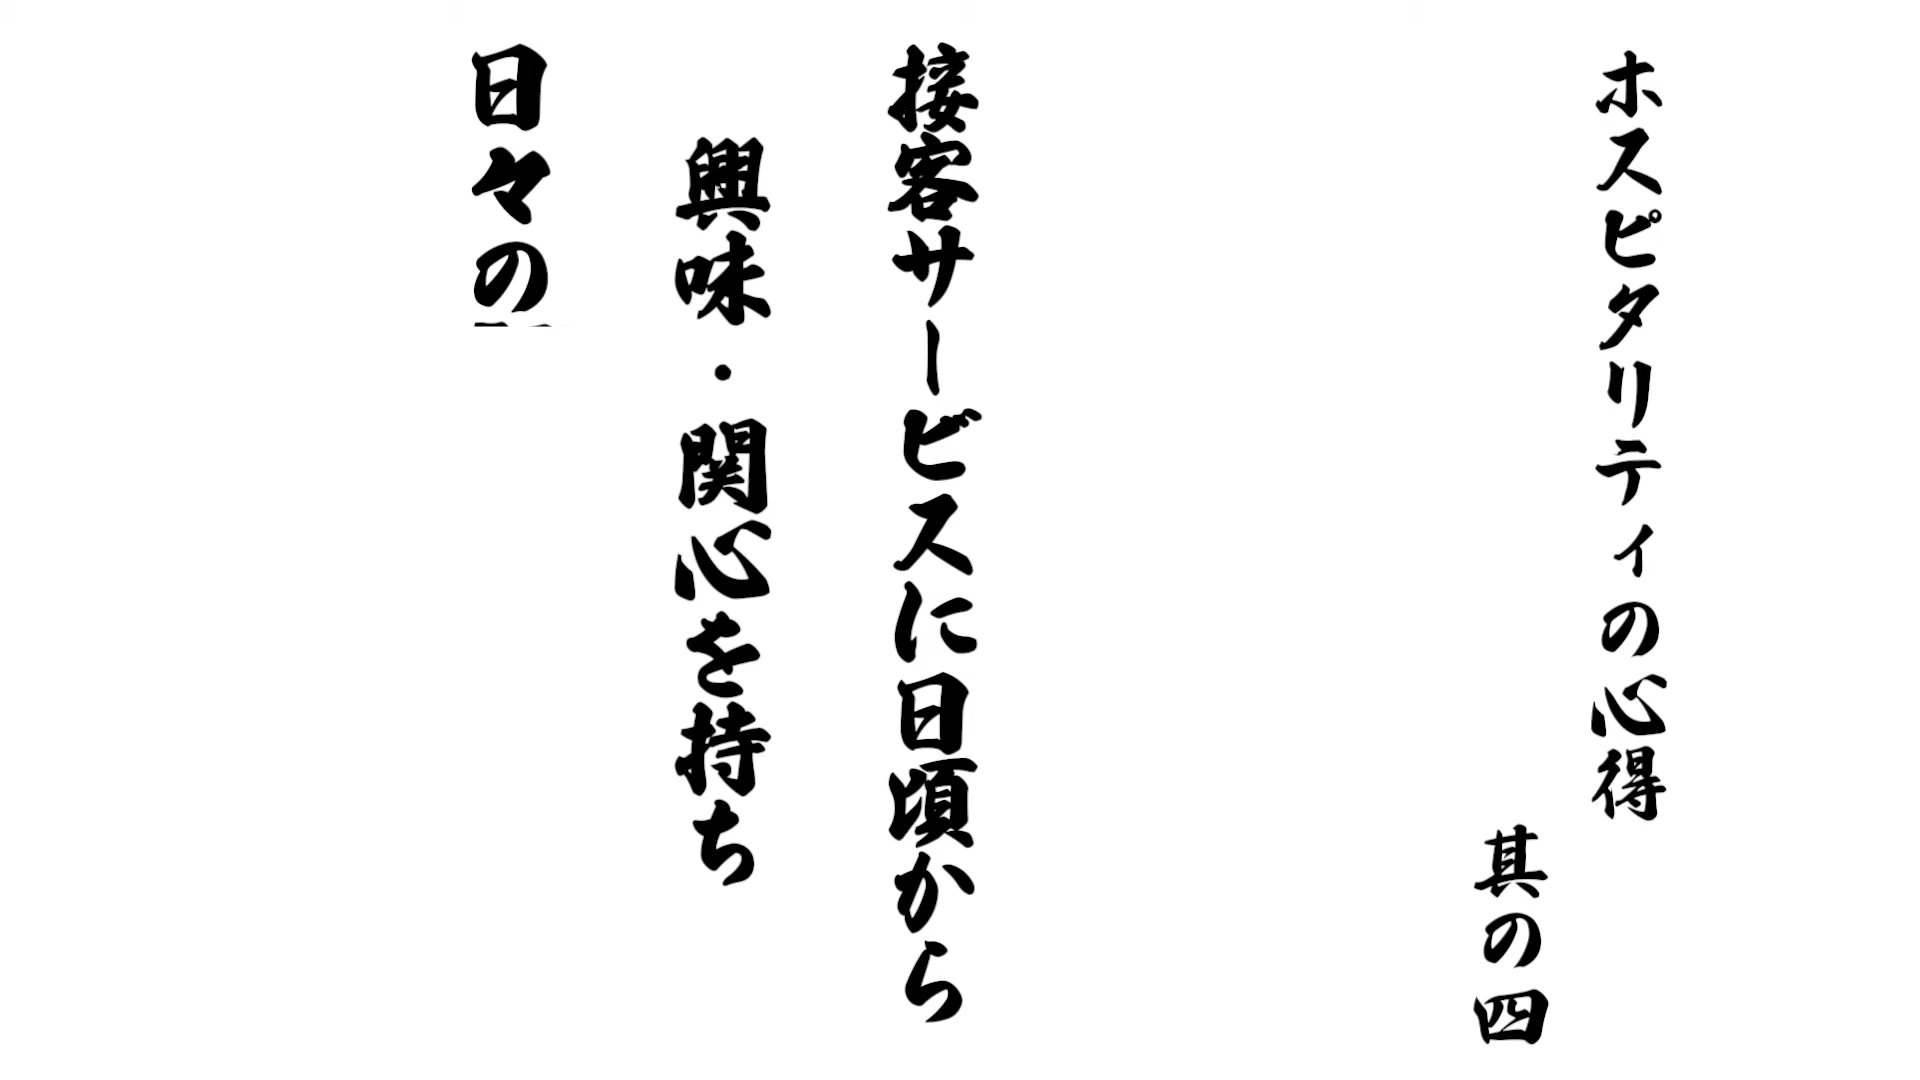 ホスピタリティの心得
其の四
接客サービスに日頃から
興味・関心を持ち
日々の